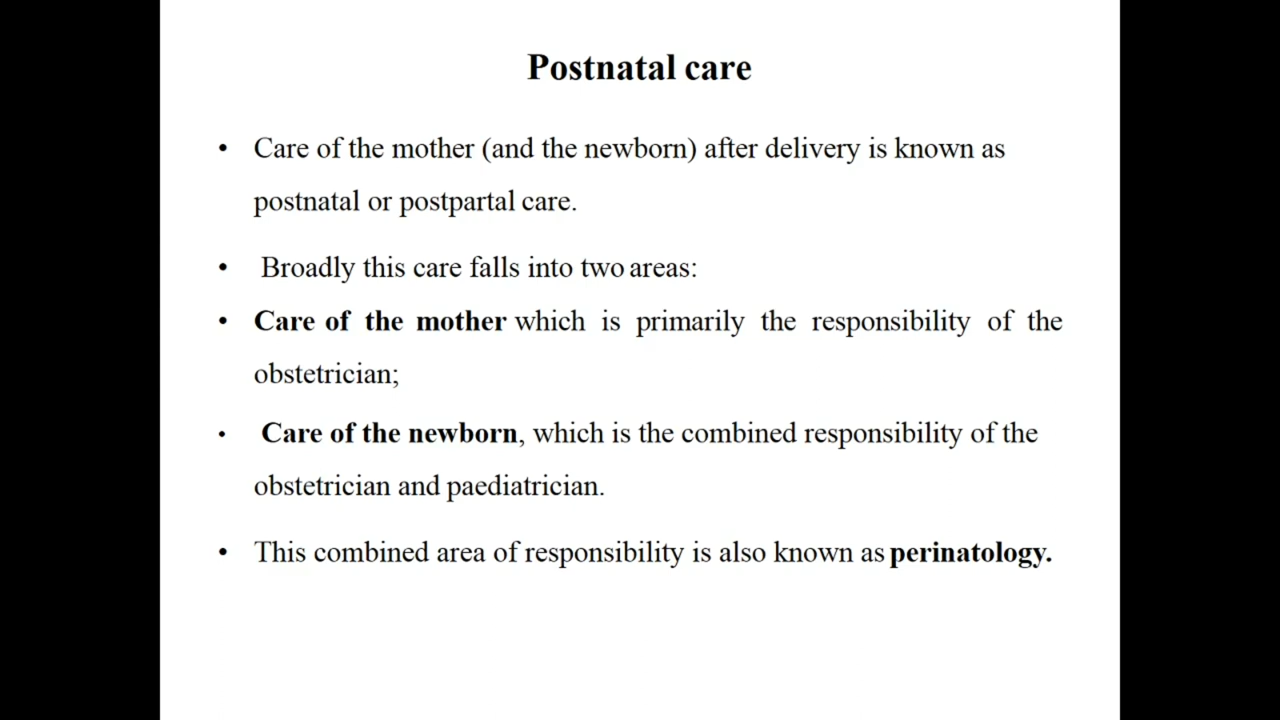 Postnatal care
• Care of the mother (and the newborn) after delivery is known as
postnatal or postpartal care.
• Broadly this care falls into two areas:
• Care of the mother which is primarily the responsibility of the
obstetrician;
• Care of the newborn, which is the combined responsibility of the
obstetrician and paediatrician.
• This combined area of responsibility is also known as perinatology.